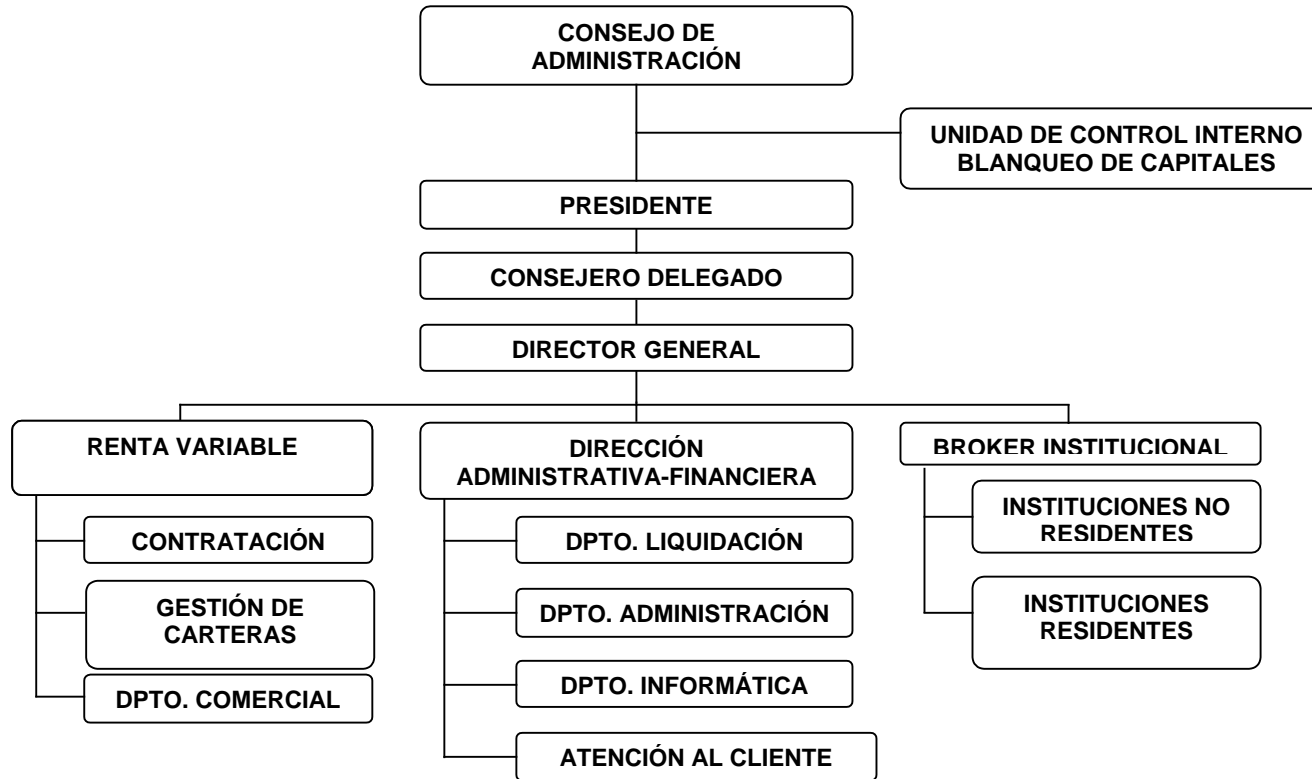 CONSEJO DE
ADMINISTRACIÓN
UNIDAD DE CONTROL INTERNO
BLANQUEO DE CAPITALES
PRESIDENTE
CONSEJERO DELEGADO
DIRECTOR GENERAL
RENTA VARIABLE
CONTRATACIÓN
GESTIÓN DE
CARTERAS
DPTO. COMERCIAL
DIRECCIÓN
ADMINISTRATIVA-FINANCIERA
DPTO. LIQUIDACIÓN
DPTO. ADMINISTRACIÓN
DPTO. INFORMÁTICA
ATENCIÓN AL CLIENTE
BROKER INSTITUCIONAL
INSTITUCIONES NO
RESIDENTES
INSTITUCIONES
RESIDENTES